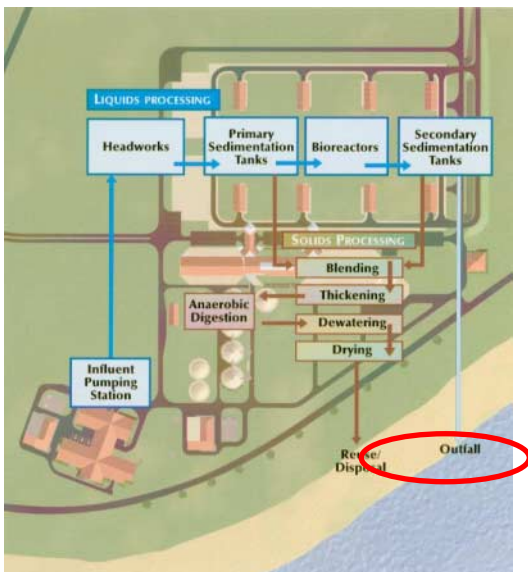 LIQUIDS PROCESSING
Headworks
Primary
Sedimentation
Tanks
Bioreactors
Secondary
Sedimentation
Tanks
SOLIDS PROCESSING
Blending
Thickening
Anaerobic
Digestion
Dewatering
Drying
Influent
Pumping
Station
Reuse/
Disposal
Outfall